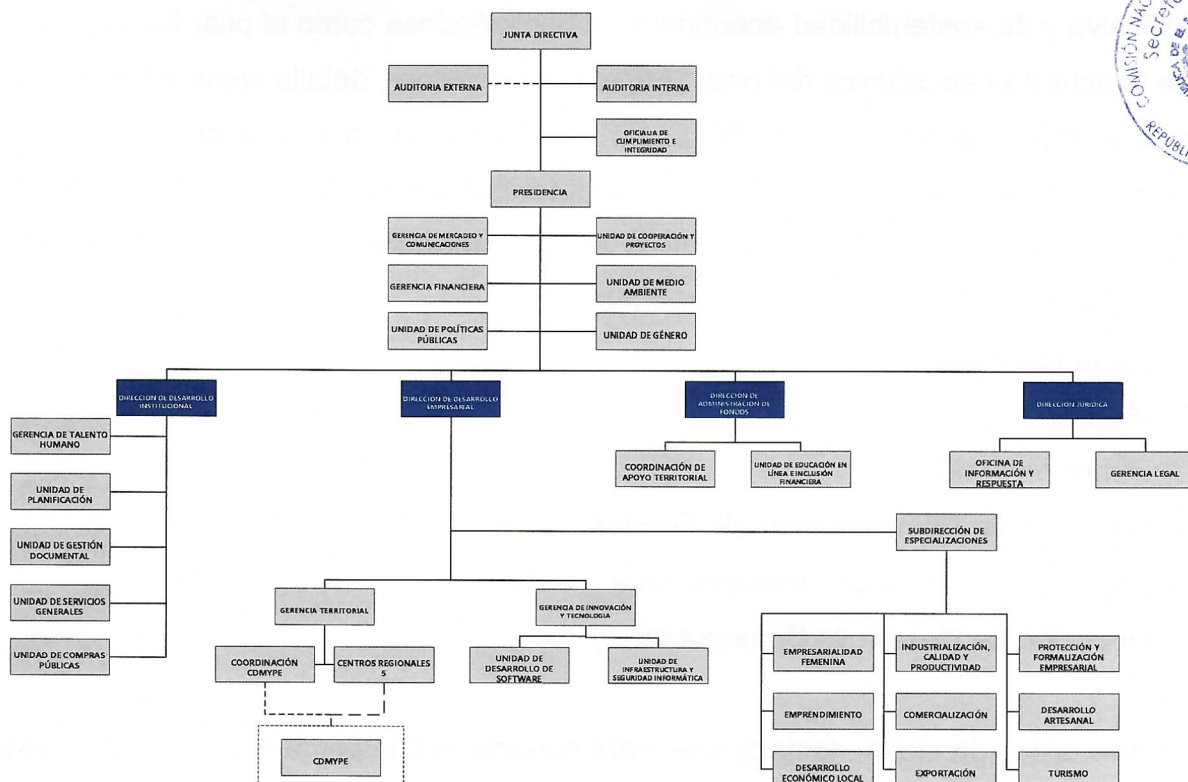 JUNTA DIRECTIVA
AUDITORIA EXTERNA
AUDITORIA INTERNA
OFICIALIA DE
CUMPLIMIENTO E
INTEGRIDAD
PRESIDENCIA
GERENCIA DE MERCADEO Y
COMUNICACIONES
UNIDAD DE COOPERACIÓN Y
PROYECTOS
GERENCIA FINANCIERA
UNIDAD DE MEDIO
AMBIENTE
UNIDAD DE POLÍTICAS
PÚBLICAS
UNIDAD DE GÉNERO
DIRECCION DE DESARROLLO
INSTITUCIONAL
DIRECCION DE DESARROLLO
EMPRESARIAL
DIRECCION DE
ADMINISTRACION DE
FONDOS
DIRECCION JURIDICA
GERENCIA DE TALENTO
HUMANO
UNIDAD DE
PLANIFICACIÓN
UNIDAD DE GESTIÓN
DOCUMENTAL
UNIDAD DE SERVICIOS
GENERALES
UNIDAD DE COMPRAS
PÚBLICAS
COORDINACIÓN DE
APOYO TERRITORIAL
UNIDAD DE EDUCACIÓN EN
LÍNEA E INCLUSIÓN
FINANCIERA
OFICINA DE
INFORMACIÓN Y
RESPUESTA
GERENCIA LEGAL
SUBDIRECCIÓN DE
ESPECIALIZACIONES
GERENCIA TERRITORIAL
GERENCIA DE INNOVACIÓN
Y TECNOLOGIA
COORDINACIÓN
CDMYPE
CENTROS REGIONALES
5
UNIDAD DE
DESARROLLO DE
SOFTWARE
UNIDAD DE
INFRAESTRUCTURA Y
SEGURIDAD INFORMÁTICA
CDMYPE
EMPRESARIALIDAD
FEMENINA
INDUSTRIALIZACIÓN,
CALIDAD Y
PRODUCTIVIDAD
PROTECCIÓN Y
FORMALIZACIÓN
EMPRESARIAL
EMPRENDIMIENTO
COMERCIALIZACIÓN
DESARROLLO
ARTESANAL
DESARROLLO
ECONÓMICO LOCAL
EXPORTACIÓN
TURISMO
COMISIÓN